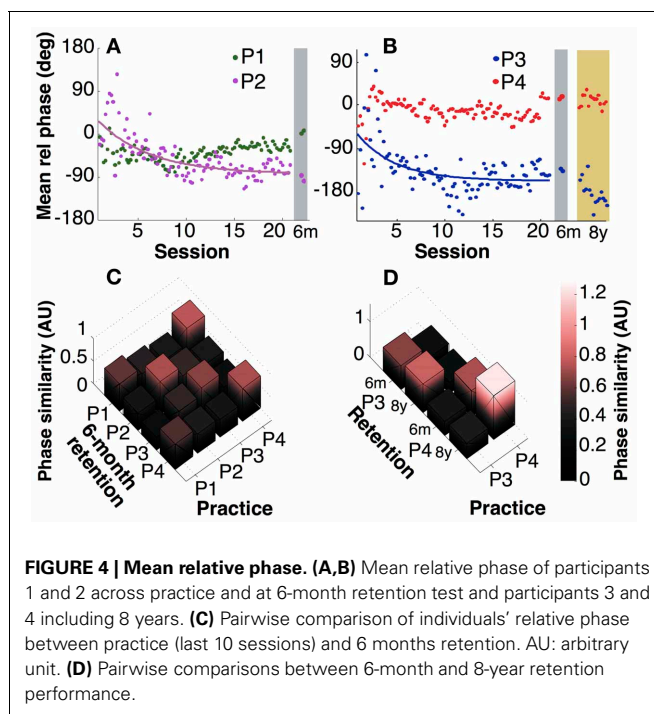 A
B
Mean rel phase (deg)
180
90
0
-90
-180
P1
P2
5 10 15 20 6m
Session
90
0
-90
-180
P3
P4
5 10 15 20 6m 8y
Session
C
Phase similarity (AU)
1
0.5
0
P1
P2
P3
P4
6-month
retention
P1
P2
P3
P4
Practice
D
1
0
6m
P3 8y
6m
P4 8y
Retention
P3
P4
Practice
1.2
1
0.8
0.6
0.4
0.2
0
Phase similarity (AU)
FIGURE 4 | Mean relative phase. (A,B) Mean relative phase of participants
1 and 2 across practice and at 6-month retention test and participants 3 and
4 including 8 years. (C) Pairwise comparison of individuals' relative phase
between practice (last 10 sessions) and 6 months retention. AU: arbitrary
unit. (D) Pairwise comparisons between 6-month and 8-year retention
performance.